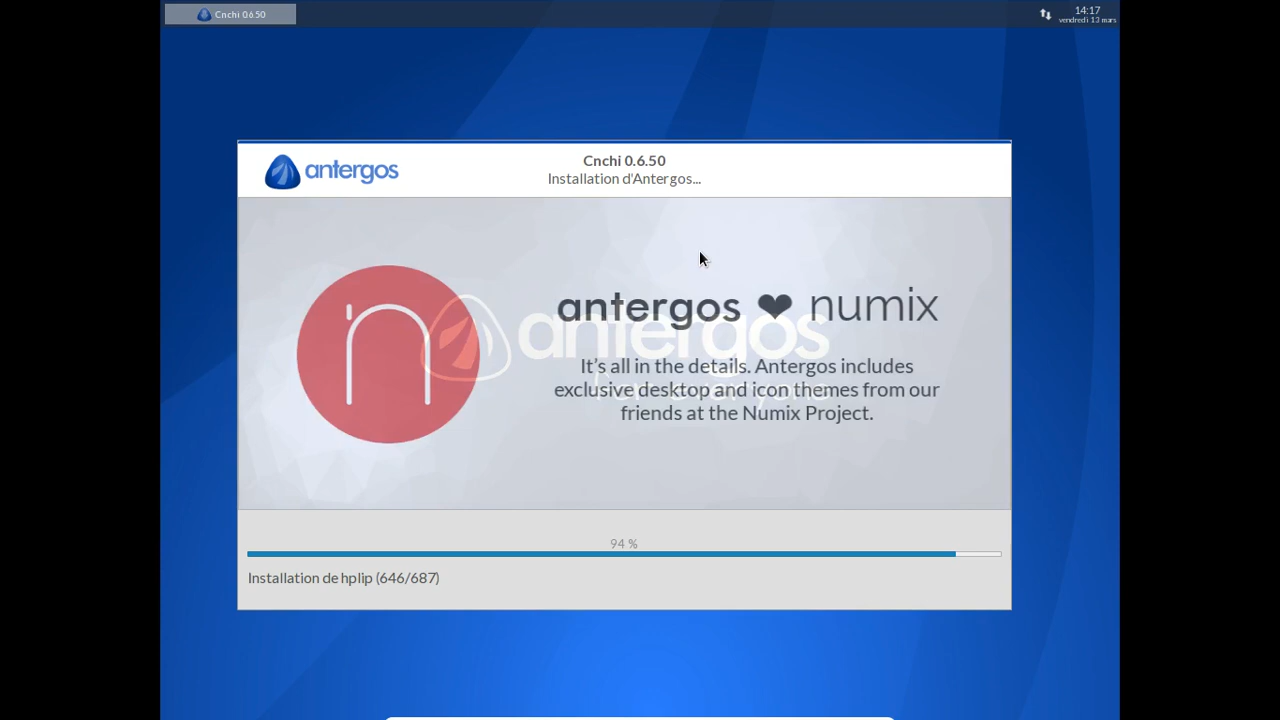 Cnchi 0.6.50
14:17
vendredi 13 mars
antergos
Cnchi 0.6.50
Installation d'Antergos...
antergos ❤ numix
antergos
It's all in the details. Antergos includes
exclusive desktop and icon themes from our
friends at the Numix Project.
94 %
Installation de hplip (646/687)